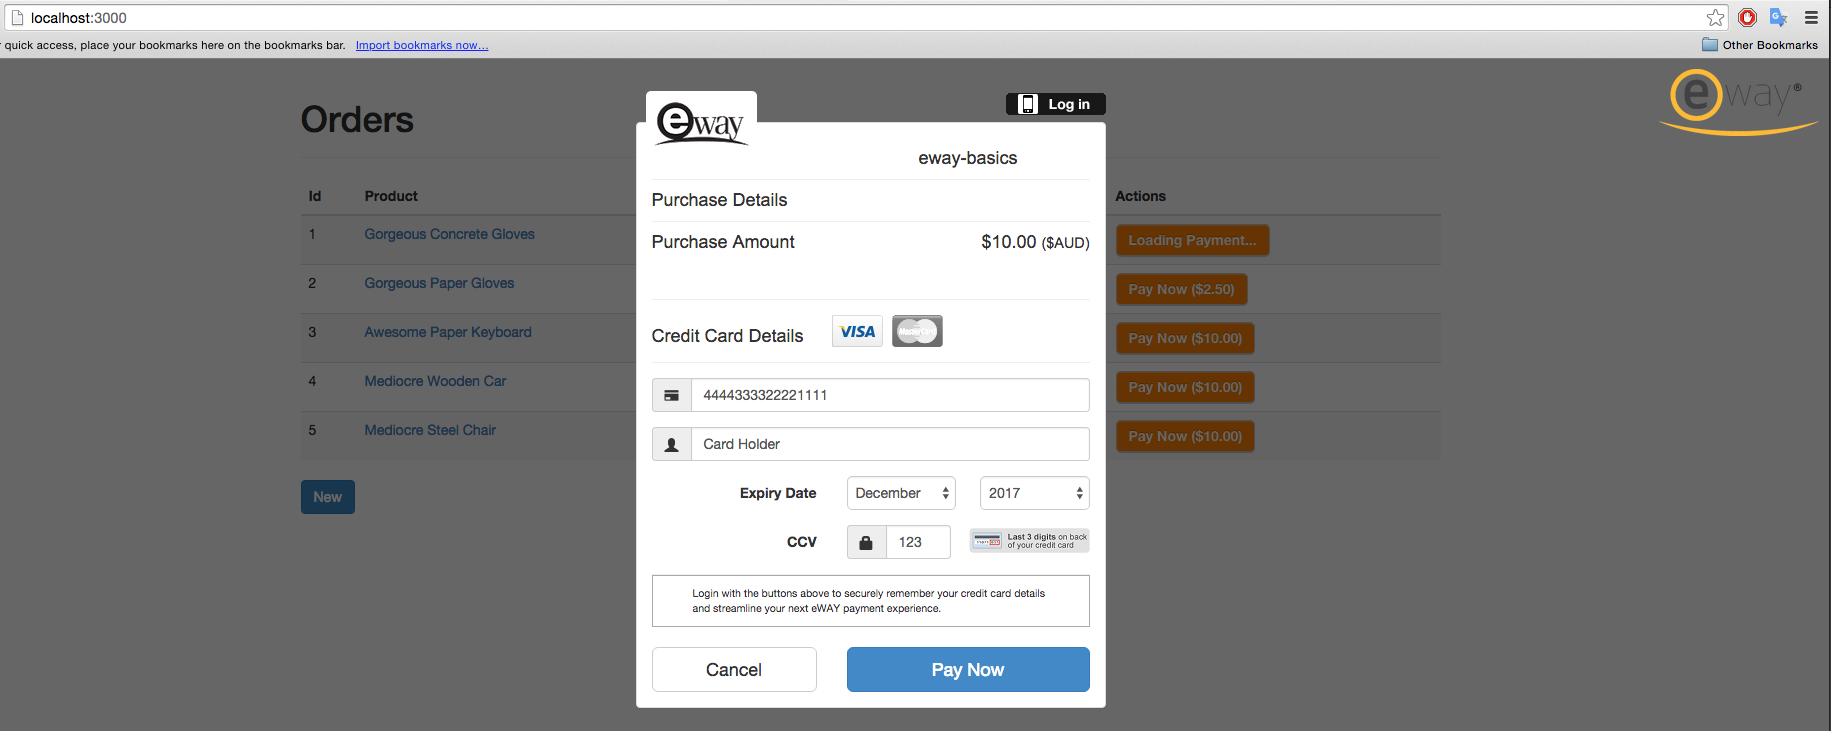 localhost:3000
quick access, place your bookmarks here on the bookmarks bar. Import bookmarks now...
Other Bookmarks
eway®
Orders
eway
Log in
eway-basics
Id Product Actions
Purchase Details
1 Gorgeous Concrete Gloves Loading Payment...
Purchase Amount $10.00 ($AUD)
2 Gorgeous Paper Gloves Pay Now ($2.50)
3 Awesome Paper Keyboard Pay Now ($10.00)
Credit Card Details VISA MasterCard
4 Mediocre Wooden Car Pay Now ($10.00)
4444333322221111
5 Mediocre Steel Chair Pay Now ($10.00)
Card Holder
New
Expiry Date December 2017
CCV 123 Last 3 digits on back
of your credit card
Login with the buttons above to securely remember your credit card details
and streamline your next eWAY payment experience.
Cancel Pay Now